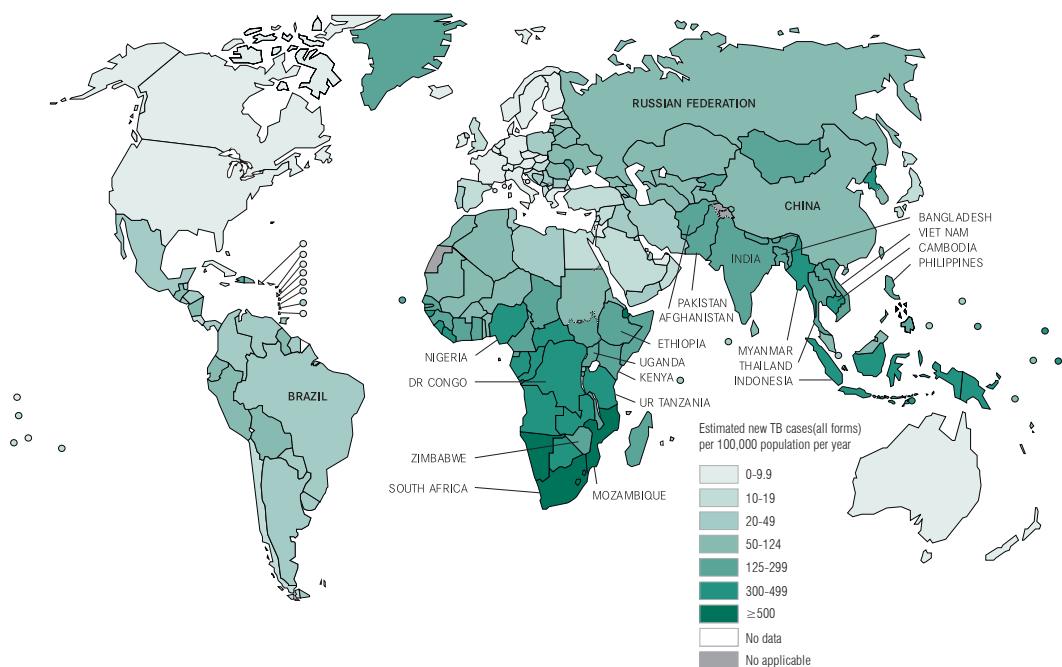 RUSSIAN FEDERATION
CHINA
BANGLADESH
VIET NAM
CAMBODIA
PHILIPPINES
INDIA
PAKISTAN
AFGHANISTAN
ETHIOPIA
NIGERIA
UGANDA
KENYA
DR CONGO
UR TANZANIA
MYANMAR
THAILAND
INDONESIA
BRAZIL
ZIMBABWE
SOUTH AFRICA
MOZAMBIQUE
Estimated new TB cases(all forms)
per 100,000 population per year
0-9.9
10-19
20-49
50-124
125-299
300-499
≥500
No data
No applicable